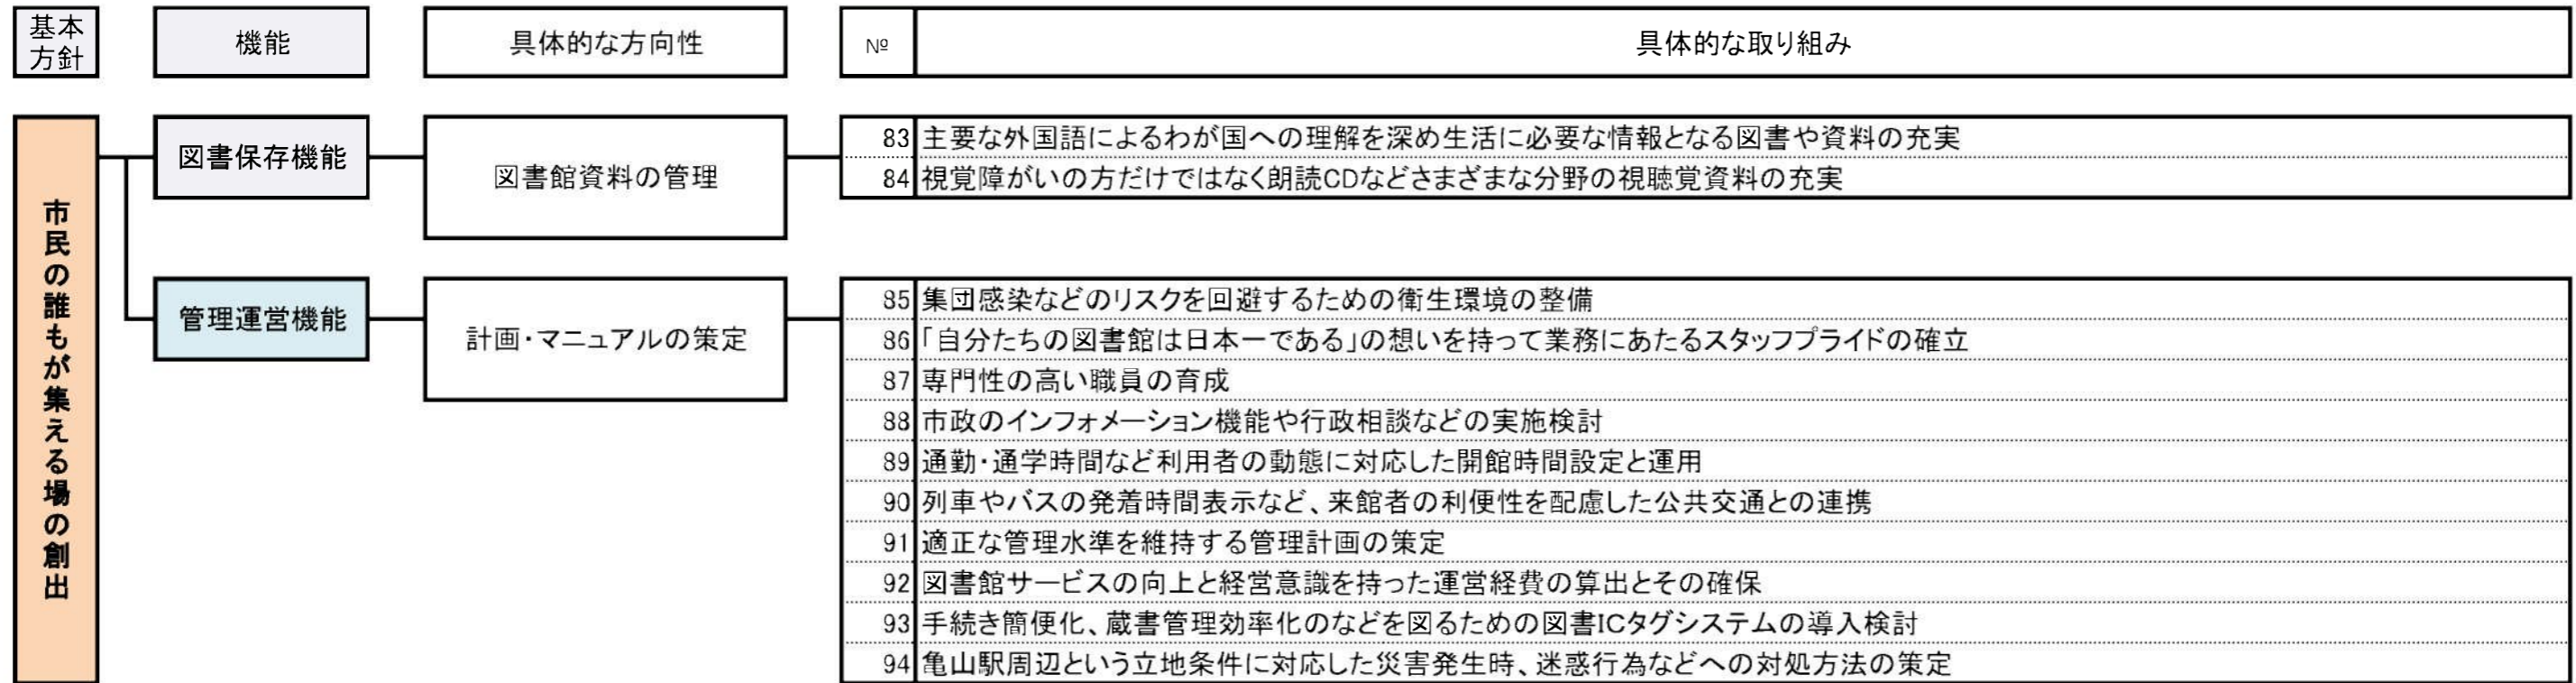 基本
方針
機能
具体的な方向性
№
具体的な取り組み
市民の誰もが集える場の創出
図書保存機能
図書館資料の管理
83 主要な外国語によるわが国への理解を深め生活に必要な情報となる図書や資料の充実
84 視覚障がいの方だけではなく朗読CDなどさまざまな分野の視聴覚資料の充実
管理運営機能
計画・マニュアルの策定
85 集団感染などのリスクを回避するための衛生環境の整備
86 「自分たちの図書館は日本一である」の想いを持って業務にあたるスタッフプライドの確立
87 専門性の高い職員の育成
88 市政のインフォメーション機能や行政相談などの実施検討
89 通勤・通学時間など利用者の動態に対応した開館時間設定と運用
90 列車やバスの発着時間表示など、来館者の利便性を配慮した公共交通との連携
91 適正な管理水準を維持する管理計画の策定
92 図書館サービスの向上と経営意識を持った運営経費の算出とその確保
93 手続き簡便化、蔵書管理効率化のなどを図るための図書ICタグシステムの導入検討
94 亀山駅周辺という立地条件に対応した災害発生時、迷惑行為などへの対処方法の策定